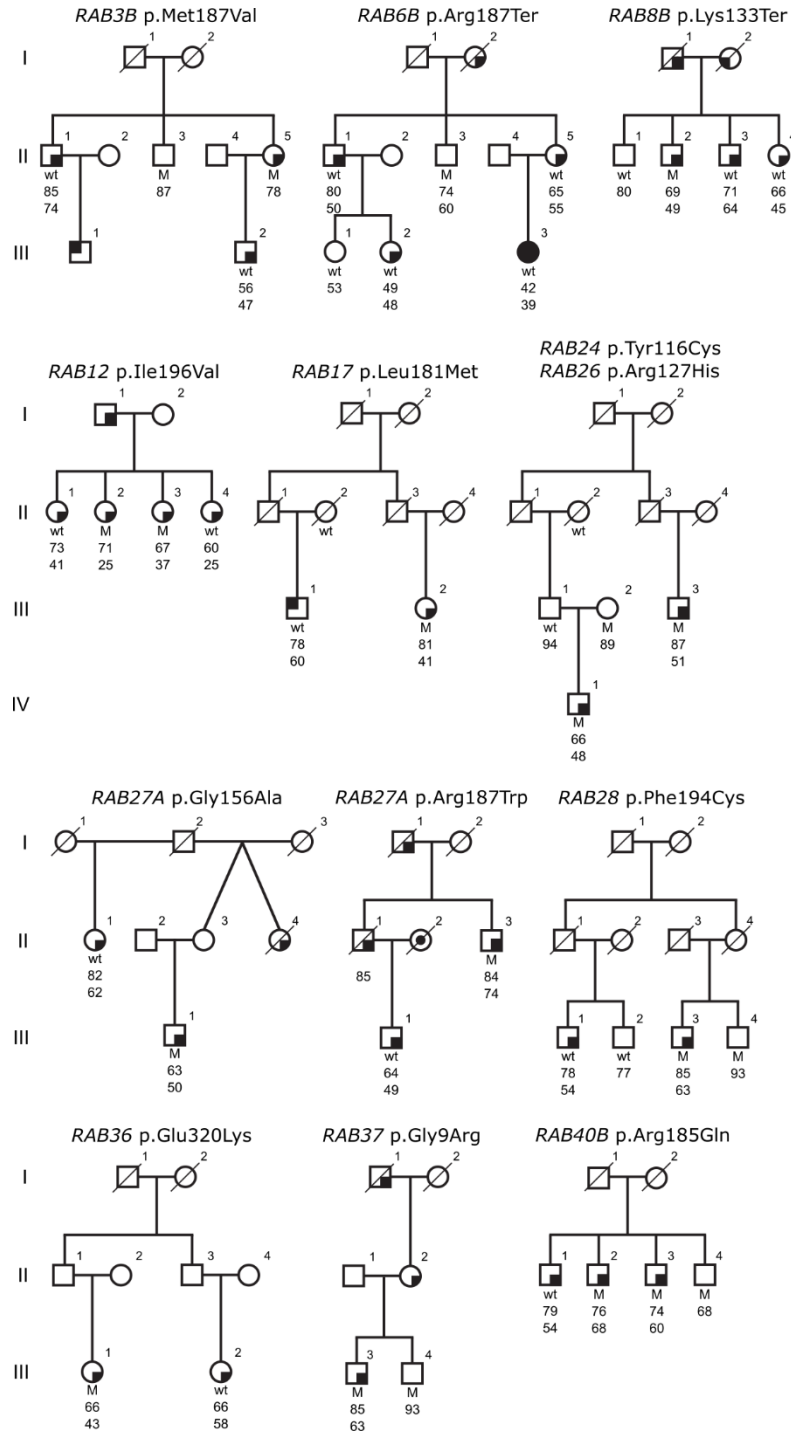 RAB3B p.Met187Val RAB6B p.Arg187Ter RAB8B p.Lys133Ter
I 1 2 1 2 1 2
II 1 2 3 4 5 1 2 3 4 5 1 2 3 4
wt M M wt M wt wt M wt wt
85 87 78 80 74 65 80 69 71 66
74 50 60 55 49 64 45
III 1 2 1 2 3
wt wt wt wt
56 53 49 42
47 48 39
RAB24 p.Tyr116Cys
RAB12 p.Ile196Val RAB17 p.Leu181Met RAB26 p.Arg127His
I 1 2 1 2 1 2
II 1 2 3 4 1 2 3 4 1 2 3 4
wt M M wt wt wt
73 71 67 60
41 25 37 25
III 1 2 1 2 3
wt M wt M M
78 81 94 89 87
60 41 51
IV 1
M
66
48
RAB27A p.Gly156Ala RAB27A p.Arg187Trp RAB28 p.Phe194Cys
I 1 2 3 1 2 1 2
II 1 2 3 4 1 2 3 1 2 3 4
wt M
82 85 84
62 74
III 1 1 1 2 3 4
M wt wt wt M M
63 64 78 77 85 93
50 49 54 63
RAB36 p.Glu320Lys RAB37 p.Gly9Arg RAB40B p.Arg185Gln
I 1 2 1 2 1 2
II 1 2 3 4 1 2 1 2 3 4
wt M M M
79 76 74 68
54 68 60
III 1 2 3 4
M wt M M
66 66 85 93
43 58 63